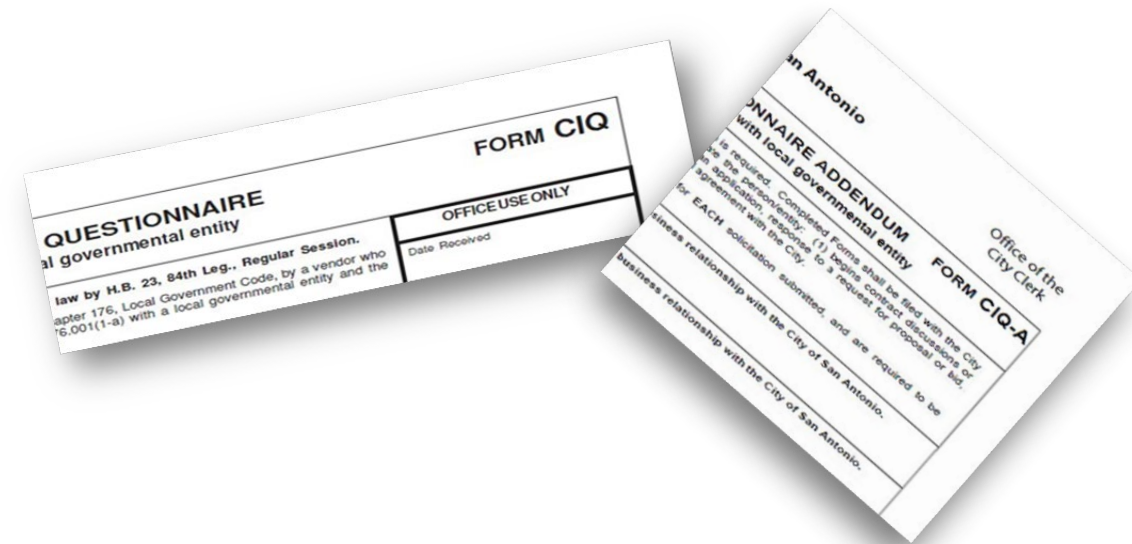 FORM CIQ
QUESTIONNAIRE
al governmental entity
OFFICE USE ONLY
law by H.B. 23, 84th Leg., Regular Session.
Date Received
apter 176, Local Government Code, by a vendor who
6.001(1-a) with a local governmental entity and the
an Antonio
Office of the
City Clerk
ONNAIRE ADDENDUM
FORM CIQ-A
with local governmental entity
is required. Completed Forms shall be filed with the City
the person/entity: (1) begins contract discussions or
an application, response to a request for proposal or bid,
agreement with the City.
for EACH solicitation submitted, and are required to be
siness relationship with the City of San Antonio.
business relationship with the City of San Antonio.